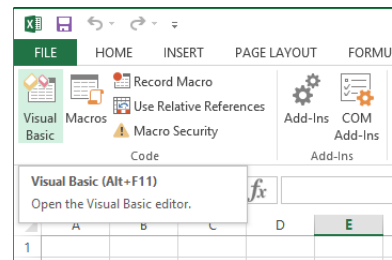 FILE HOME INSERT PAGE LAYOUT FORMU
Visual Basic
Macros
Record Macro
Use Relative References
Macro Security
Code
Add-Ins
COM Add-Ins
Add-Ins
Visual Basic (Alt+F11)
Open the Visual Basic editor.
fx
A B C D E
1